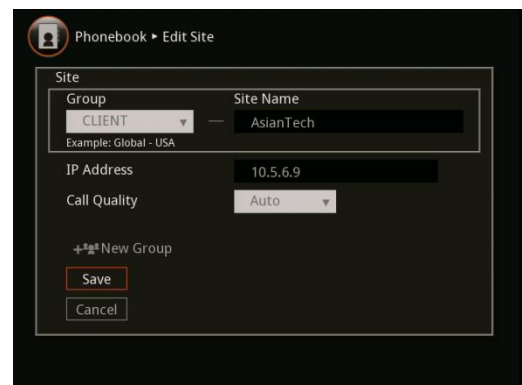 Phonebook ▸ Edit Site
Site
Group Site Name
CLIENT — AsianTech
Example: Global - USA
IP Address 10.5.6.9
Call Quality Auto
New Group
Save
Cancel